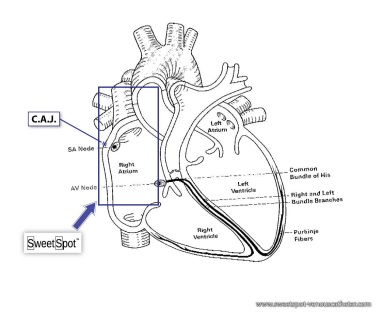 C.A.J.
SA Node
Left
Atrium
Right
Atrium
AV Node
Left
Ventricle
Common
Bundle of His
Right and Left
Bundle Branches
Right
Ventricle
Purkinje
Fibers
SweetSpot™
www.sweetspot-venouscatheter.com